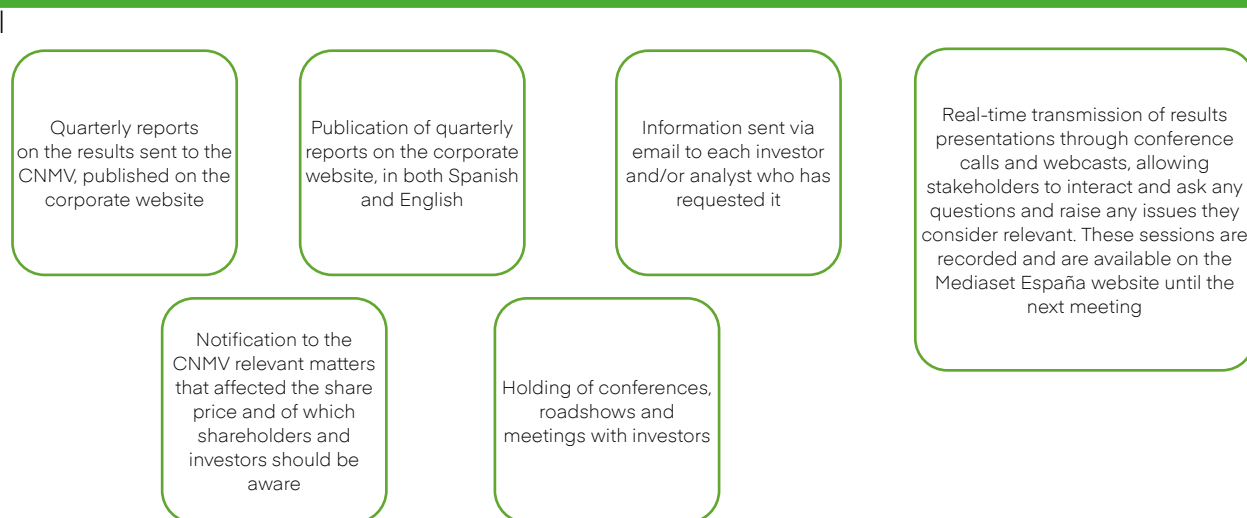 Quarterly reports
on the results sent to the
CNMV, published on the
corporate website
Publication of quarterly
reports on the corporate
website, in both Spanish
and English
Information sent via
email to each investor
and/or analyst who has
requested it
Real-time transmission of results
presentations through conference
calls and webcasts, allowing
stakeholders to interact and ask any
questions and raise any issues they
consider relevant. These sessions are
recorded and are available on the
Mediaset España website until the
next meeting
Notification to the
CNMV relevant matters
that affected the share
price and of which
shareholders and
investors should be
aware
Holding of conferences,
roadshows and
meetings with investors